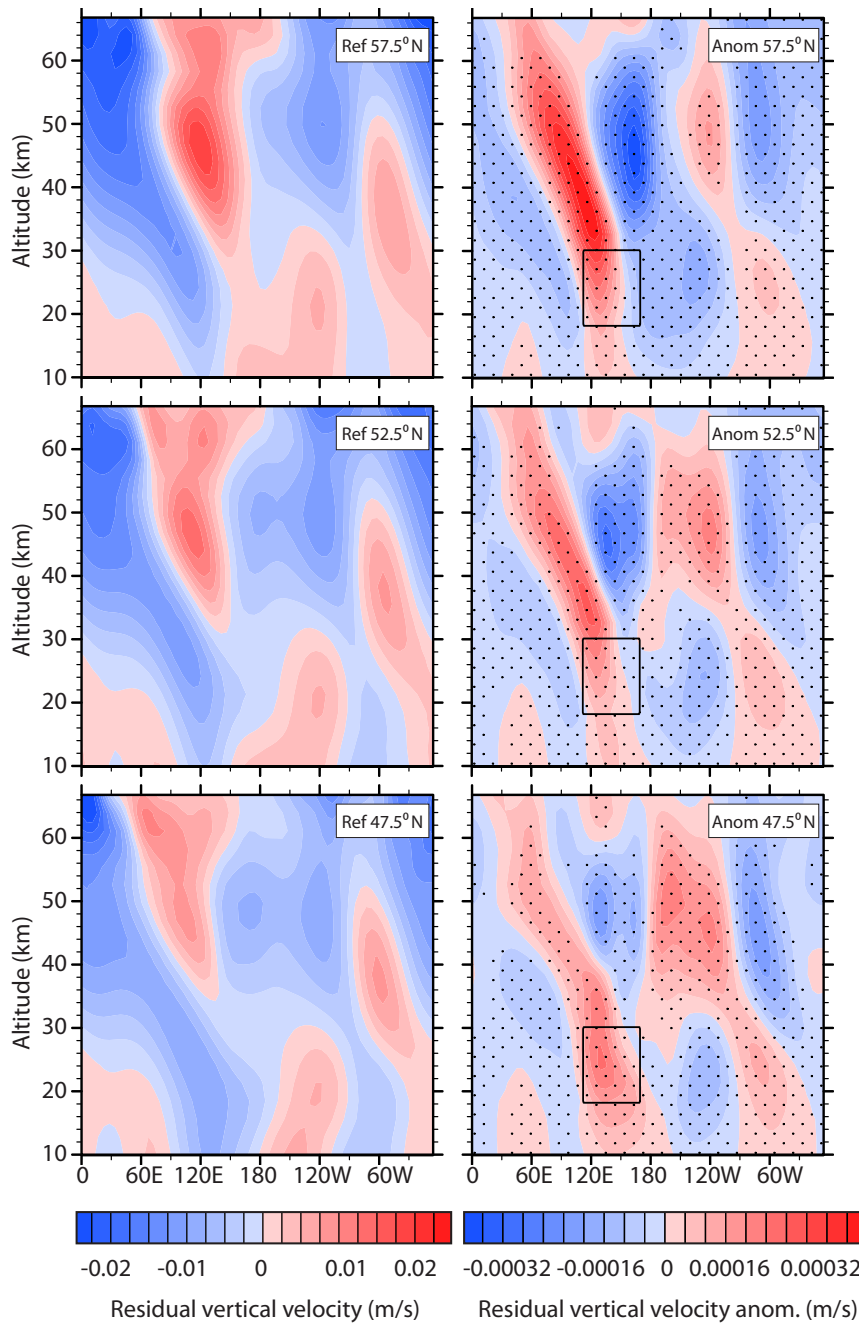 Ref 57.5° N
Anom 57.5° N
Altitude (km)
60
50
40
30
20
10
Ref 52.5° N
Anom 52.5° N
Altitude (km)
60
50
40
30
20
10
Ref 47.5° N
Anom 47.5° N
Altitude (km)
60
50
40
30
20
10
0 60E 120E 180 120W 60W
0 60E 120E 180 120W 60W
-0.02 -0.01 0 0.01 0.02
-0.00032 -0.00016 0 0.00016 0.00032
Residual vertical velocity (m/s)
Residual vertical velocity anom. (m/s)